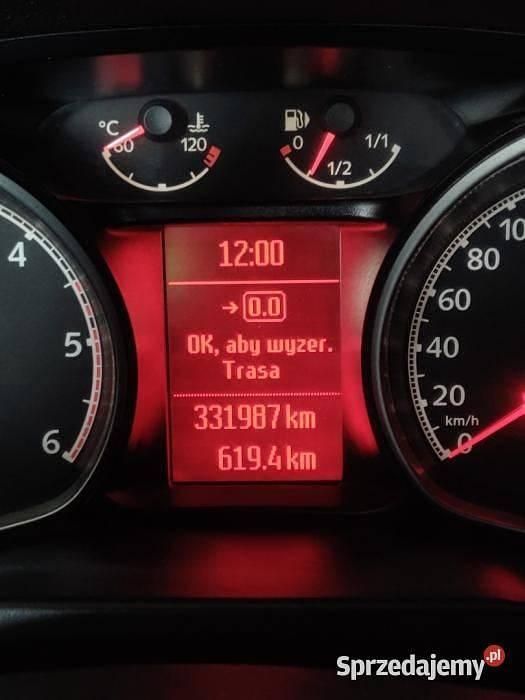 °C
60 120
0 1/2 1/1
12:00
→0.0
OK, aby wyzer.
Trasa
331987 km
619.4 km
4
5
6
100
80
60
40
20
0
km/h
Sprzedajemy.pl